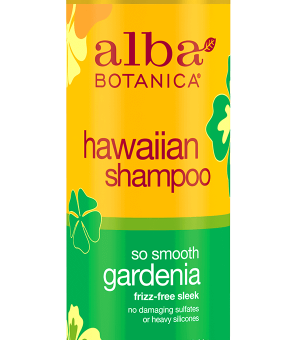 alba
BOTANICA®
hawaiian
shampoo
so smooth
gardenia
frizz-free sleek
no damaging sulfates
or heavy silicones